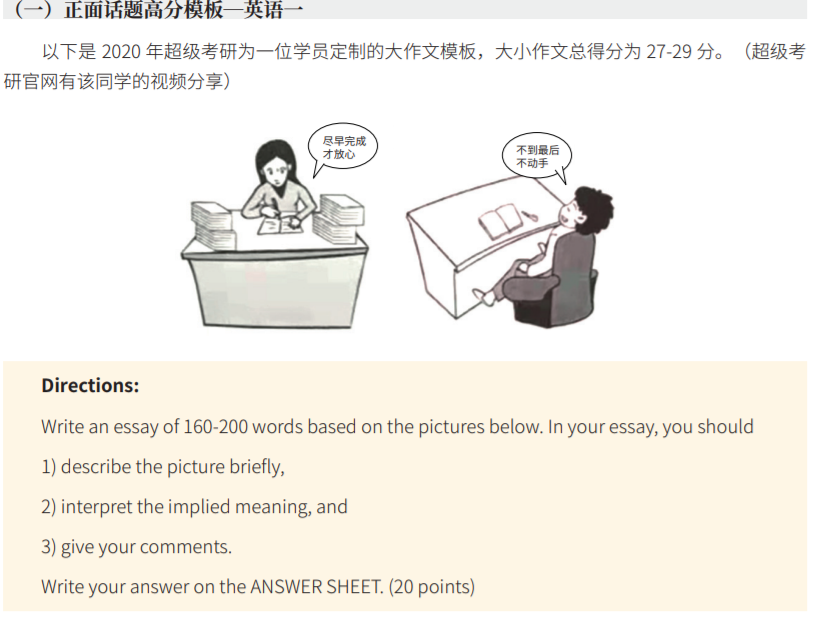 （一）正面话题高分模板—英语一
以下是 2020 年超级考研为一位学员定制的大作文模板，大小作文总得分为 27-29 分。（超级考
研官网有该同学的视频分享）
尽早完成
才放心
不到最后
不动手
Directions:
Write an essay of 160-200 words based on the pictures below. In your essay, you should
1) describe the picture briefly,
2) interpret the implied meaning, and
3) give your comments.
Write your answer on the ANSWER SHEET. (20 points)